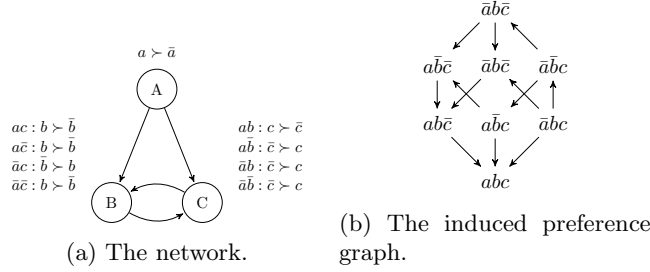 a ≻ ā
A
ac : b ≻ b̄
ac̄ : b ≻ b̄
āc : b̄ ≻ b
āc̄ : b ≻ b̄
ab : c ≻ c̄
ab̄ : c̄ ≻ c
āb : c̄ ≻ c
āb̄ : c̄ ≻ c
B C
(a) The network.
āb̄c̄
ab̄c̄ ābc̄ āb̄c
abc̄ ab̄c ābc
abc
(b) The induced preference
graph.